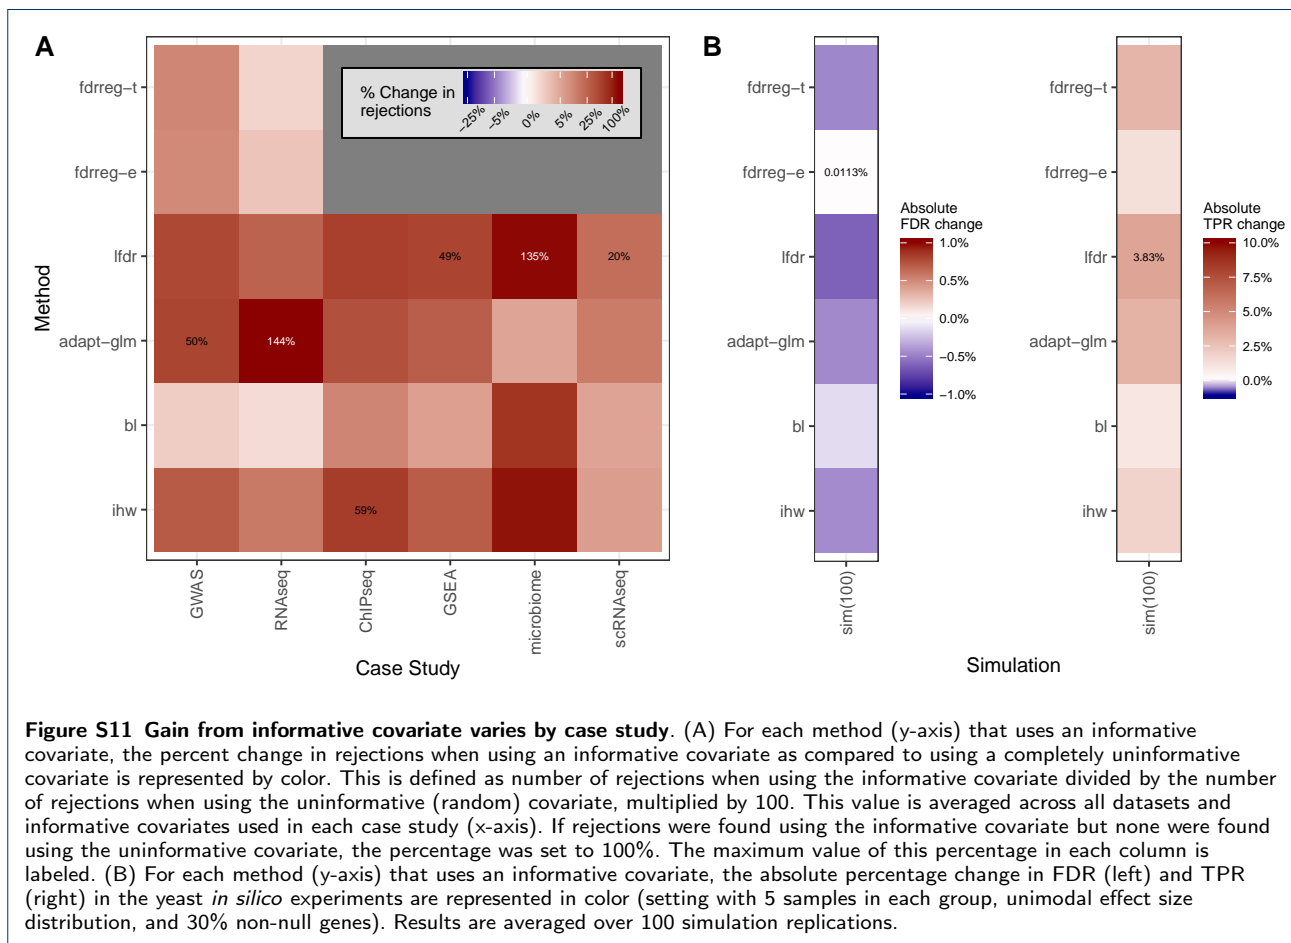 A
fdrreg−t
fdrreg−e
lfdr
adapt−glm
bl
ihw
Method
% Change in
rejections
−25%
−5%
0%
5%
25%
100%
49%
135%
20%
50%
144%
59%
GWAS
RNAseq
ChIPseq
GSEA
microbiome
scRNAseq
Case Study
B
fdrreg−t
fdrreg−e
lfdr
adapt−glm
bl
ihw
0.0113%
sim(100)
Absolute
FDR change
1.0%
0.5%
0.0%
−0.5%
−1.0%
fdrreg−t
fdrreg−e
lfdr
adapt−glm
bl
ihw
3.83%
sim(100)
Absolute
TPR change
10.0%
7.5%
5.0%
2.5%
0.0%
Simulation
Figure S11 Gain from informative covariate varies by case study. (A) For each method (y-axis) that uses an informative
covariate, the percent change in rejections when using an informative covariate as compared to using a completely uninformative
covariate is represented by color. This is defined as number of rejections when using the informative covariate divided by the number
of rejections when using the uninformative (random) covariate, multiplied by 100. This value is averaged across all datasets and
informative covariates used in each case study (x-axis). If rejections were found using the informative covariate but none were found
using the uninformative covariate, the percentage was set to 100%. The maximum value of this percentage in each column is
labeled. (B) For each method (y-axis) that uses an informative covariate, the absolute percentage change in FDR (left) and TPR
(right) in the yeast in silico experiments are represented in color (setting with 5 samples in each group, unimodal effect size
distribution, and 30% non-null genes). Results are averaged over 100 simulation replications.